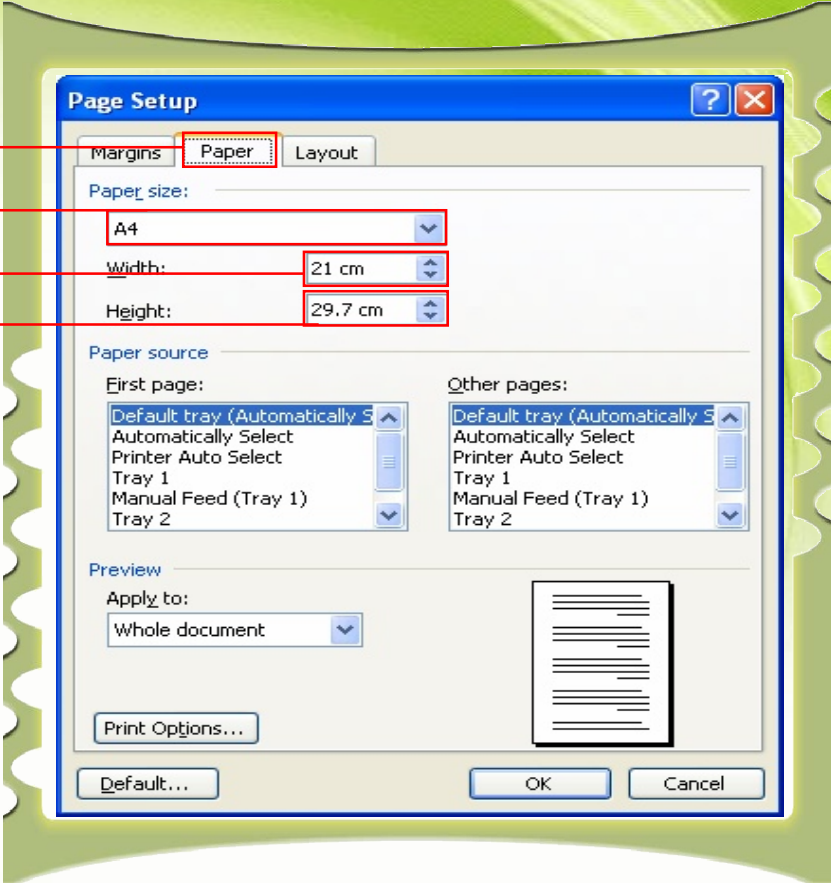 Page Setup
Margins Paper Layout
Paper size:
A4
Width: 21 cm
Height: 29.7 cm
Paper source
First page: Other pages:
Default tray (Automatically S Default tray (Automatically S
Automatically Select Automatically Select
Printer Auto Select Printer Auto Select
Tray 1 Tray 1
Manual Feed (Tray 1) Manual Feed (Tray 1)
Tray 2 Tray 2
Preview
Apply to:
Whole document
Print Options...
Default... OK Cancel